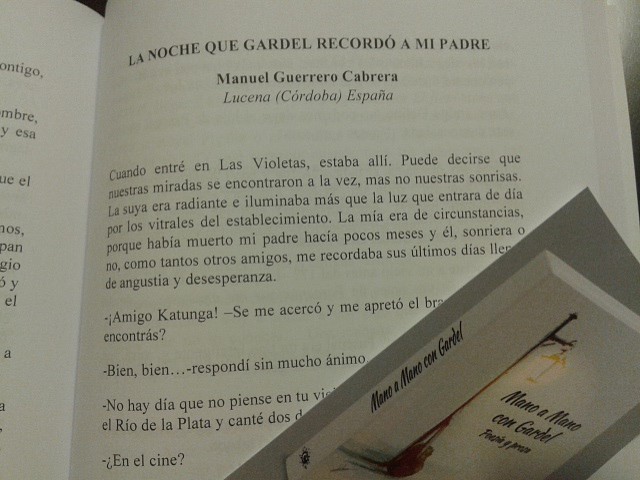 ontigo,
mbre,
y esa
ue el
nos,
pan
gio
ó y
el
a
a
LA NOCHE QUE GARDEL RECORDÓ A MI PADRE
Manuel Guerrero Cabrera
Lucena (Córdoba) España
Cuando entré en Las Violetas, estaba allí. Puede decirse que
nuestras miradas se encontraron a la vez, mas no nuestras sonrisas.
La suya era radiante e iluminaba más que la luz que entrara de día
por los vitrales del establecimiento. La mía era de circunstancias,
porque había muerto mi padre hacía pocos meses y él, sonriera o
no, como tantos otros amigos, me recordaba sus últimos días
de angustia y desesperanza.
-¡Amigo Katunga! –Se me acercó y me apretó el
encontrás?
-Bien, bien…-respondí sin mucho ánimo.
-No hay día que no piense en tu
el Río de la Plata y canté dos
-¿En el cine?
Mano a Mano con Gardel
Mano a Mano
con Gardel
Poesía y prosa